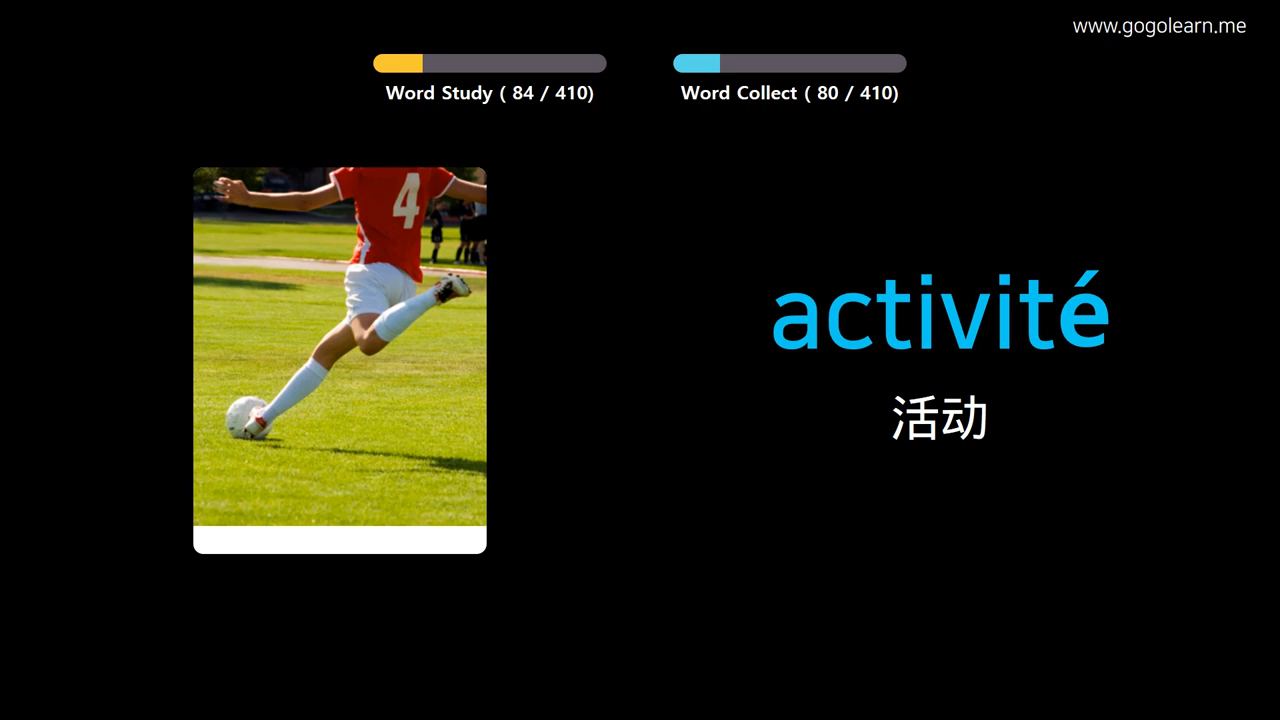 www.gogolearn.me
Word Study ( 84 / 410)
Word Collect ( 80 / 410)
4
activité
活动